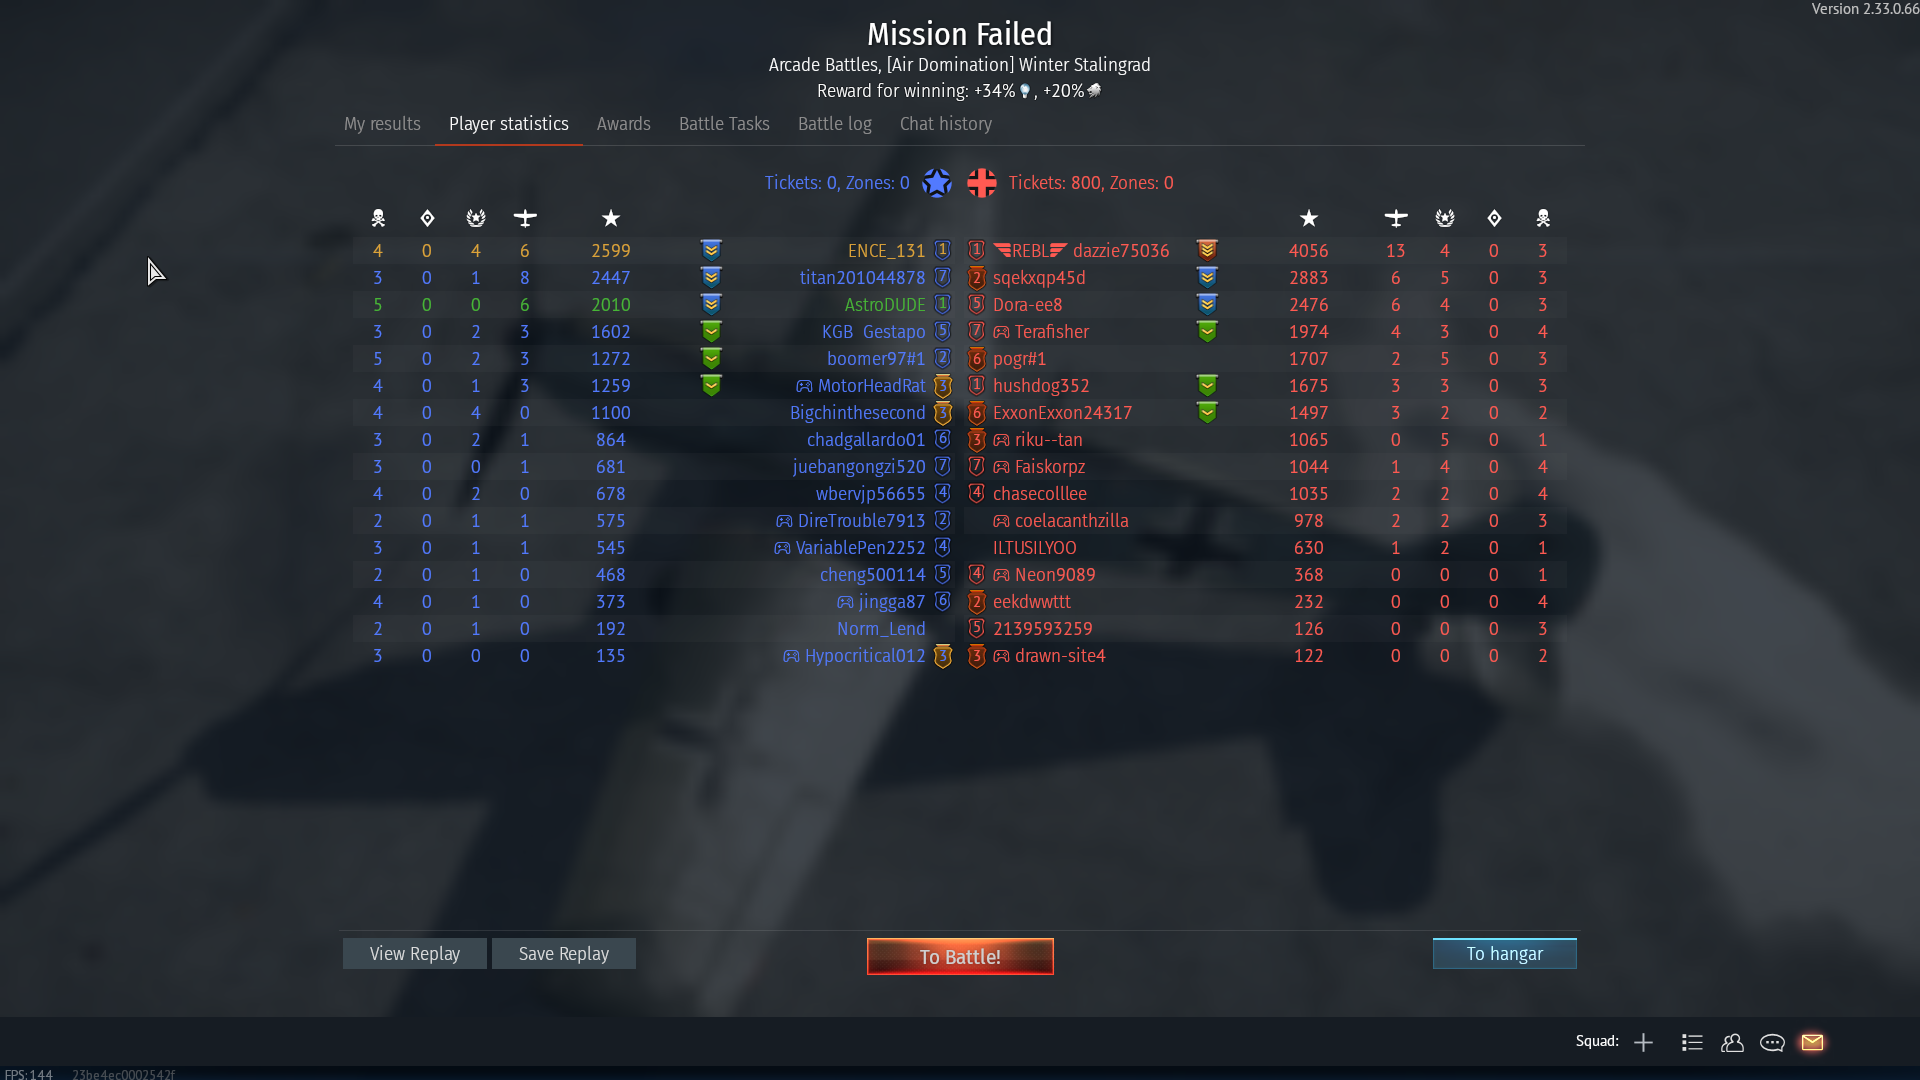 Version 2.33.0.66
Mission Failed
Arcade Battles, [Air Domination] Winter Stalingrad
Reward for winning: +34%, +20%
My results Player statistics Awards Battle Tasks Battle log Chat history
Tickets: 0, Zones: 0 Tickets: 800, Zones: 0
4 0 4 6 2599 ENCE_131 1 1 REBL dazzie75036 4056 13 4 0 3
3 0 1 8 2447 titan201044878 7 2 sqekxqp45d 2883 6 5 0 3
5 0 0 6 2010 AstroDUDE 1 5 Dora-ee8 2476 6 4 0 3
3 0 2 3 1602 KGB Gestapo 5 7 Terafisher 1974 4 3 0 4
5 0 2 3 1272 boomer97#1 2 6 pogr#1 1707 2 5 0 3
4 0 1 3 1259 MotorHeadRat 3 1 hushdog352 1675 3 3 0 3
4 0 4 0 1100 Bigchinthesecond 3 6 ExxonExxon24317 1497 3 2 0 2
3 0 2 1 864 chadgallardo01 6 3 riku--tan 1065 0 5 0 1
3 0 0 1 681 juebangongzi520 7 7 Faiskorpz 1044 1 4 0 4
4 0 2 0 678 wbervjp56655 4 4 chasecolllee 1035 2 2 0 4
2 0 1 1 575 DireTrouble7913 2 coelacanthzilla 978 2 2 0 3
3 0 1 1 545 VariablePen2252 4 ILTUSILYOO 630 1 2 0 1
2 0 1 0 468 cheng500114 5 4 Neon9089 368 0 0 0 1
4 0 1 0 373 jingga87 6 2 eekdwwttt 232 0 0 0 4
2 0 1 0 192 Norm_Lend 5 2139593259 126 0 0 0 3
3 0 0 0 135 Hypocritical012 3 3 drawn-site4 122 0 0 0 2
View Replay Save Replay To Battle! To hangar
Squad:
FPS:144 23be4ec0002542f